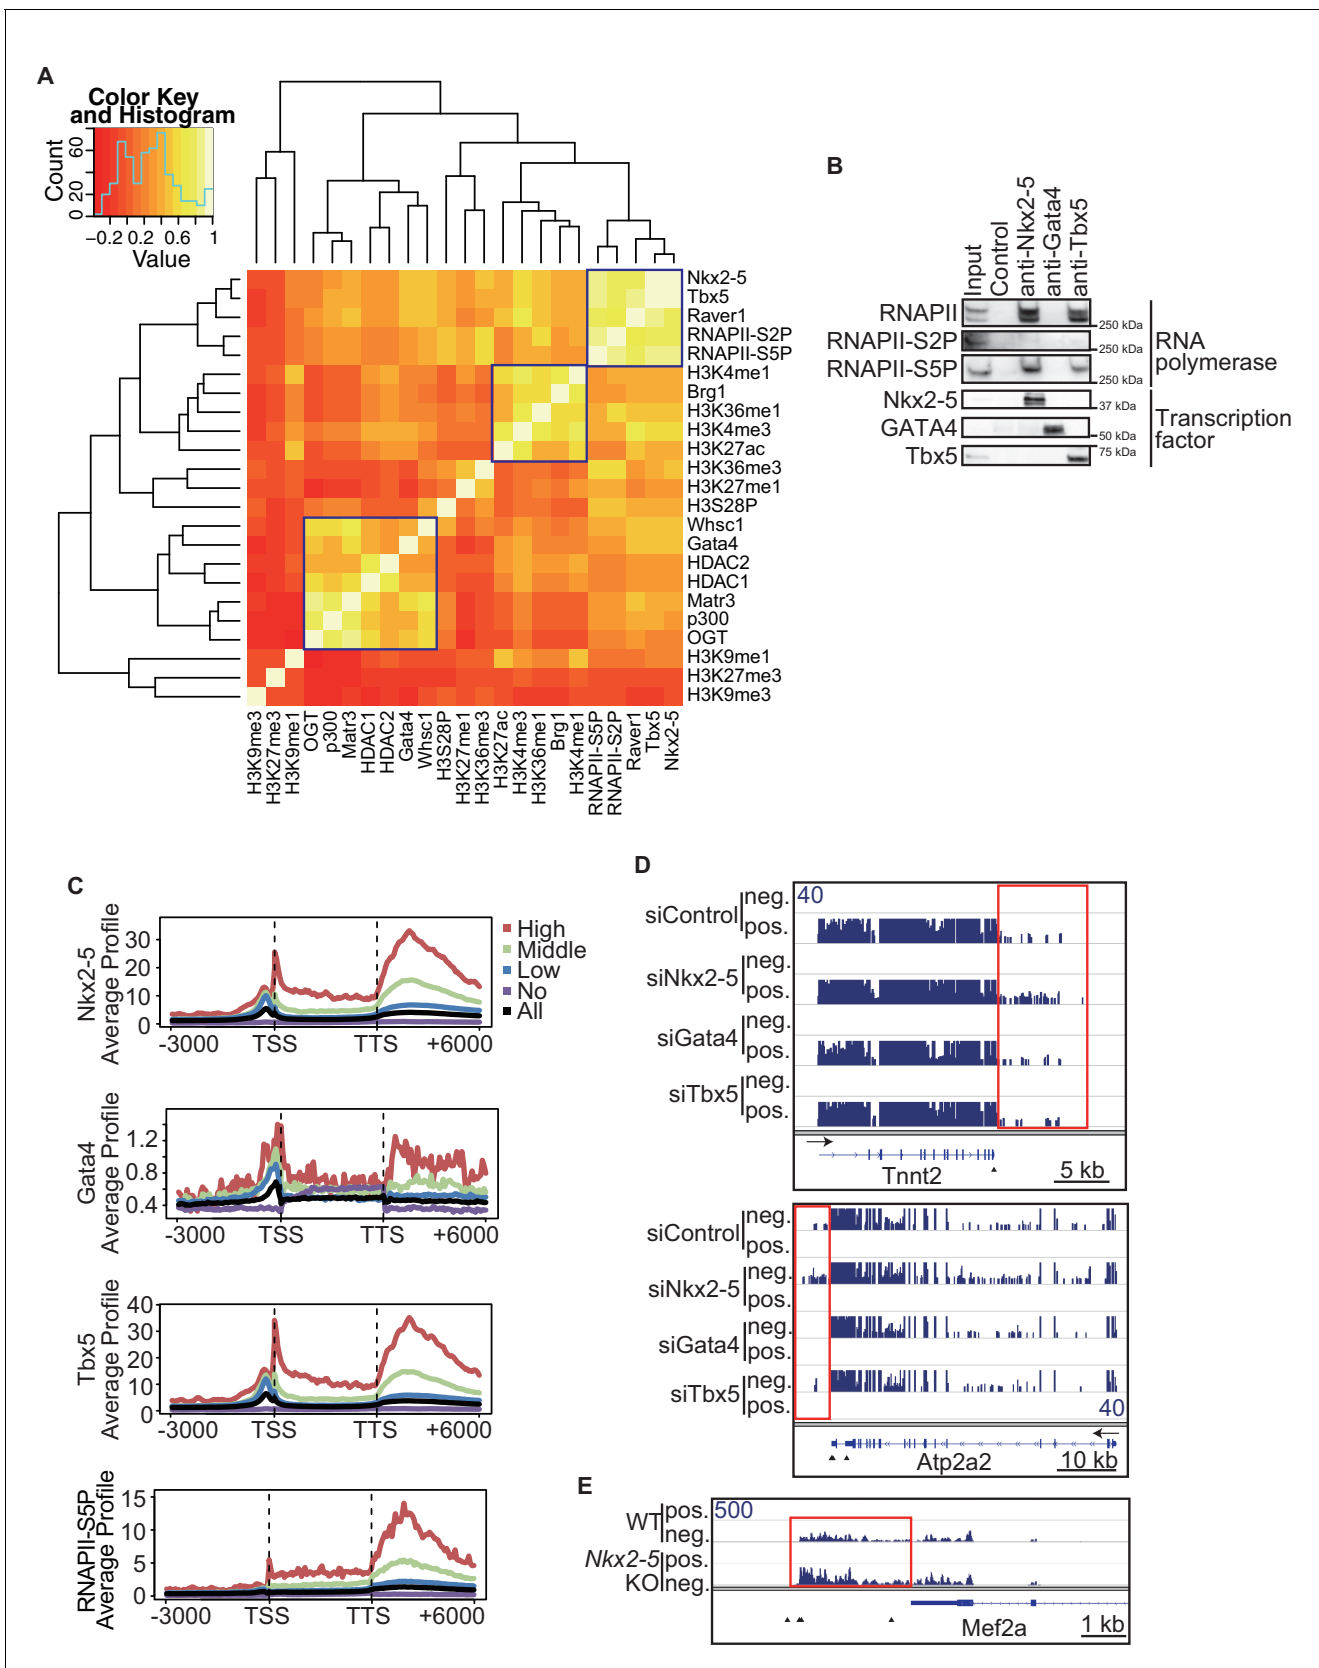 A
Color Key
and Histogram
Count
0 20 60
−0.2 0.2 0.6 1
Value
Nkx2-5
Tbx5
Raver1
RNAPII-S2P
RNAPII-S5P
H3K4me1
Brg1
H3K36me1
H3K4me3
H3K27ac
H3K36me3
H3K27me1
H3S28P
Whsc1
Gata4
HDAC2
HDAC1
Matr3
p300
OGT
H3K9me1
H3K27me3
H3K9me3
H3K9me3
H3K27me3
H3K9me1
OGT
p300
Matr3
HDAC1
HDAC2
Gata4
Whsc1
H3S28P
H3K27me1
H3K36me3
H3K27ac
H3K4me3
H3K36me1
Brg1
H3K4me1
RNAPII-S5P
RNAPII-S2P
Raver1
Tbx5
Nkx2-5
B
Input
Control
anti-Nkx2-5
anti-Gata4
anti-Tbx5
RNAPII
250 kDa
RNAPII-S2P
250 kDa
RNAPII-S5P
250 kDa
RNA
polymerase
Nkx2-5
37 kDa
GATA4
50 kDa
Tbx5
75 kDa
Transcription
factor
C
Nkx2-5
Average Profile
30
20
10
0
-3000 TSS TTS +6000
High
Middle
Low
No
All
Gata4
Average Profile
1.2
0.8
0.4
-3000 TSS TTS +6000
Tbx5
Average Profile
40
30
20
10
0
-3000 TSS TTS +6000
RNAPII-S5P
Average Profile
15
10
5
0
-3000 TSS TTS +6000
D
40
siControl neg.
pos.
siNkx2-5 neg.
pos.
siGata4 neg.
pos.
siTbx5 neg.
pos.
Tnnt2
5 kb
siControl neg.
pos.
siNkx2-5 neg.
pos.
siGata4 neg.
pos.
siTbx5 neg.
pos.
40
Atp2a2
10 kb
E
500
WT pos.
neg.
Nkx2-5 pos.
KO neg.
Mef2a
1 kb